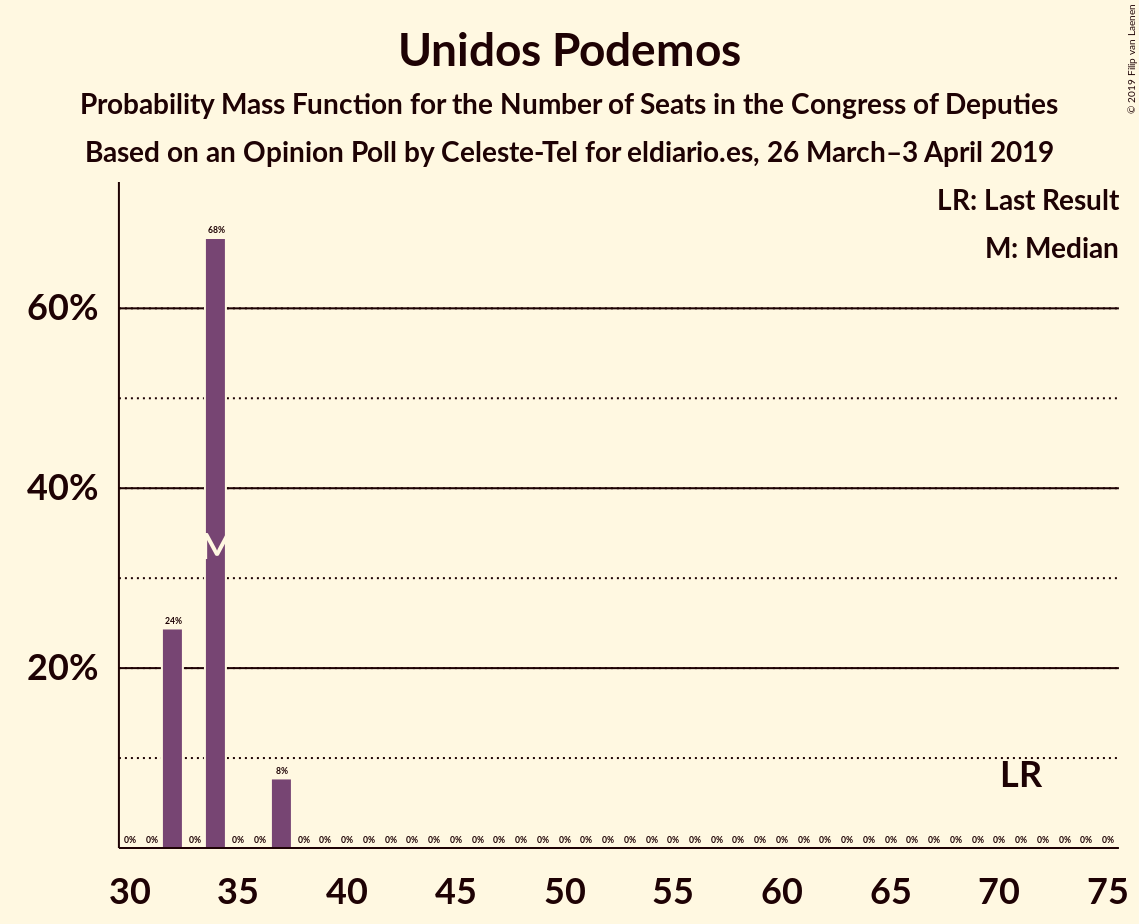 © 2019 Filip van Laenen
Unidos Podemos
Probability Mass Function for the Number of Seats in the Congress of Deputies
Based on an Opinion Poll by Celeste-Tel for eldiario.es, 26 March–3 April 2019
LR: Last Result
M: Median
68%
60%
40%
M
24%
20%
8%
LR
0% 0% 0% 0% 0% 0% 0% 0% 0% 0% 0% 0% 0% 0% 0% 0% 0% 0% 0% 0% 0% 0% 0% 0% 0% 0% 0% 0% 0% 0% 0% 0% 0% 0% 0% 0% 0% 0% 0% 0% 0% 0% 0%
30 35 40 45 50 55 60 65 70 75